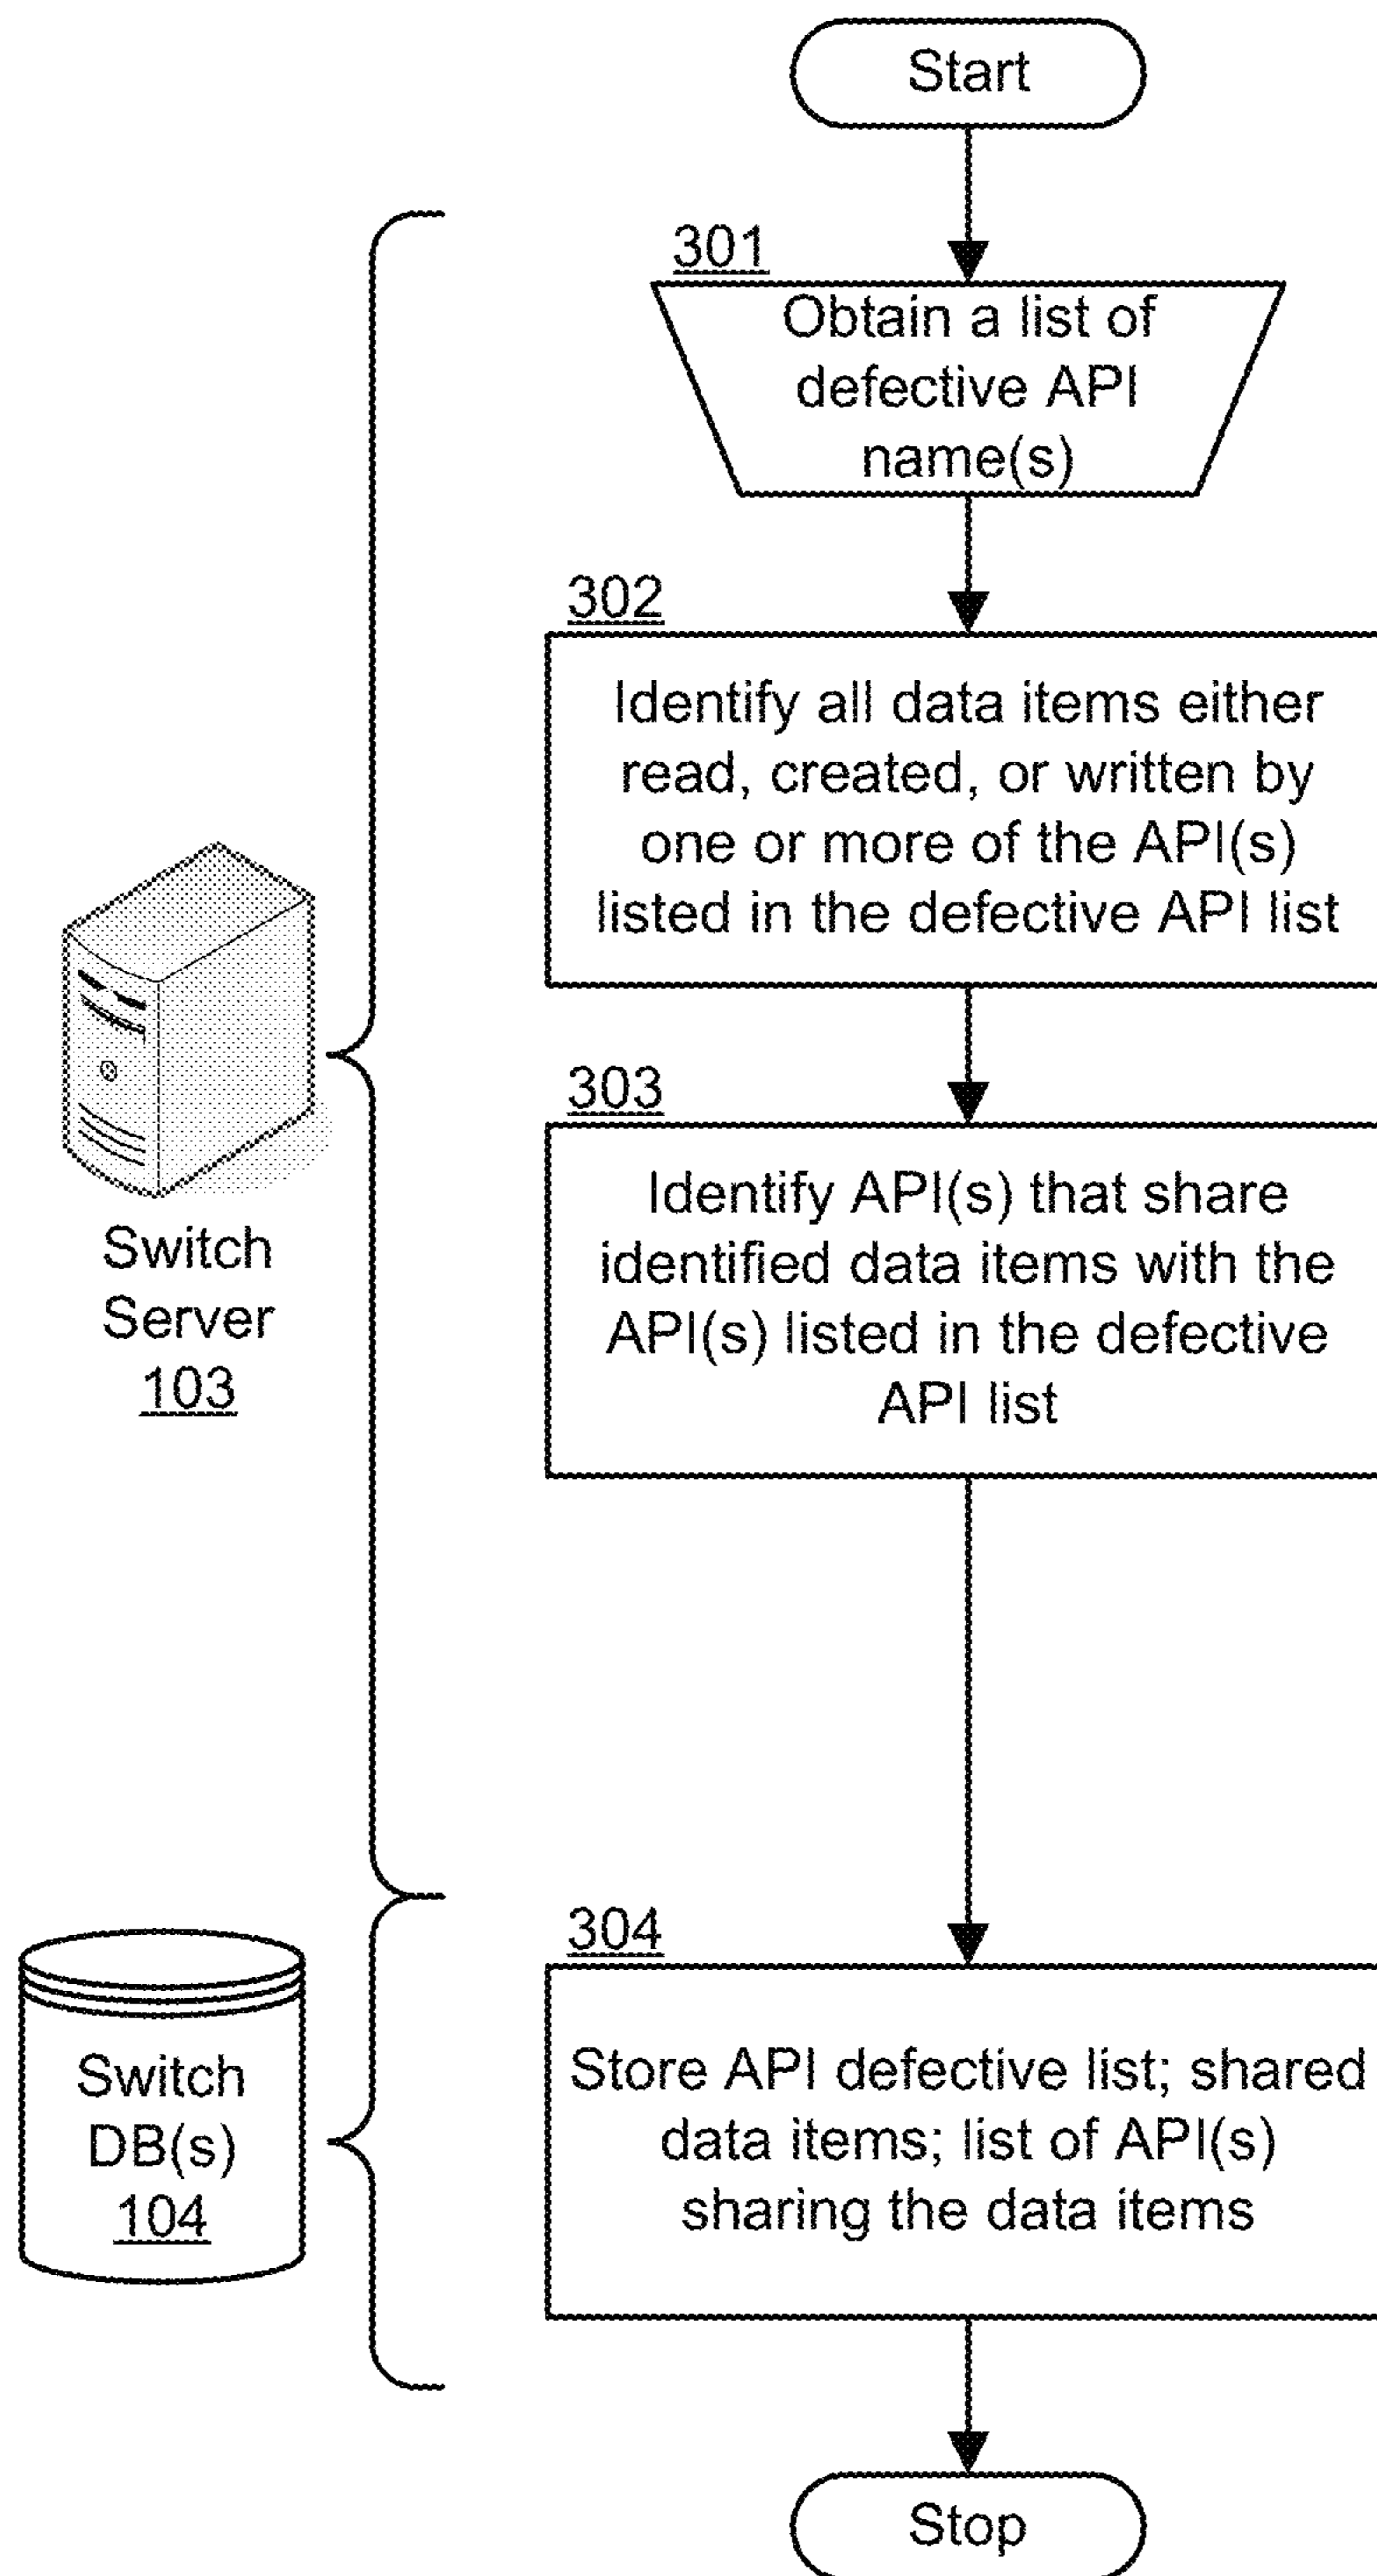 Start
301
Obtain a list of
defective API
name(s)
302
Identify all data items either
read, created, or written by
one or more of the API(s)
listed in the defective API list
303
Identify API(s) that share
identified data items with the
API(s) listed in the defective
API list
Switch
Server
103
304
Store API defective list; shared
data items; list of API(s)
sharing the data items
Switch
DB(s)
104
Stop